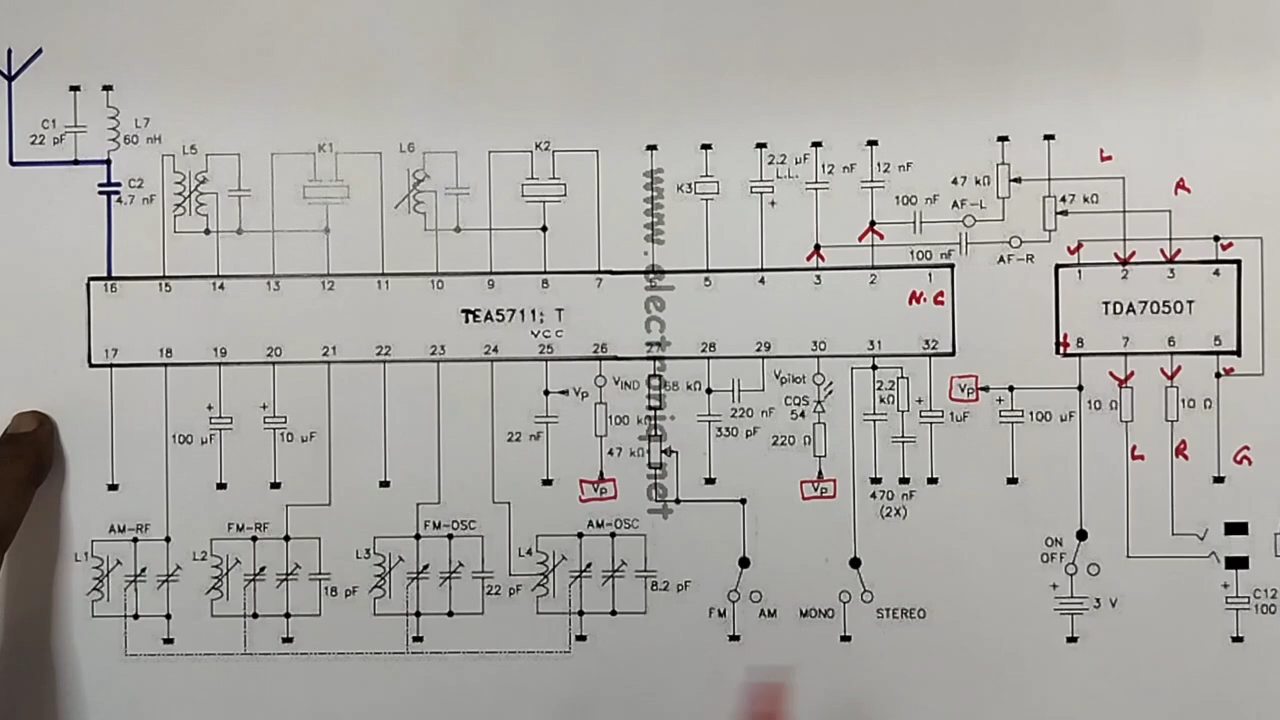 C1
22 pF
L7
60 nH
C2
4.7 nF
L5
K1
L6
K2
K3
2.2 µF
L.L.
+
12 nF
12 nF
100 nF
47 kΩ
AF-L
47 kΩ
100 nF
AF-R
L
R
16 15 14 13 12 11 10 9 8 7 6 5 4 3 2 1
N.C
TEA5711; T
VCC
17 18 19 20 21 22 23 24 25 26 27 28 29 30 31 32
1 2 3 4
TDA7050T
+ 8 7 6 5
100 µF
+
10 µF
+
22 nF
Vp
VIND
100 k
Vp
68 kΩ
47 kΩ
220 nF
330 pF
Vpilot
CQS
54
220 Ω
Vp
2.2
kΩ
470 nF
(2X)
+
1uF
Vp
+
100 µF
10 Ω
10 Ω
L
R
G
www.electronique.net
AM-RF
L1
FM-RF
L2
18 pF
FM-OSC
L3
22 pF
AM-OSC
L4
8.2 pF
FM
AM
MONO
STEREO
ON
OFF
+
3 V
+
C12
100